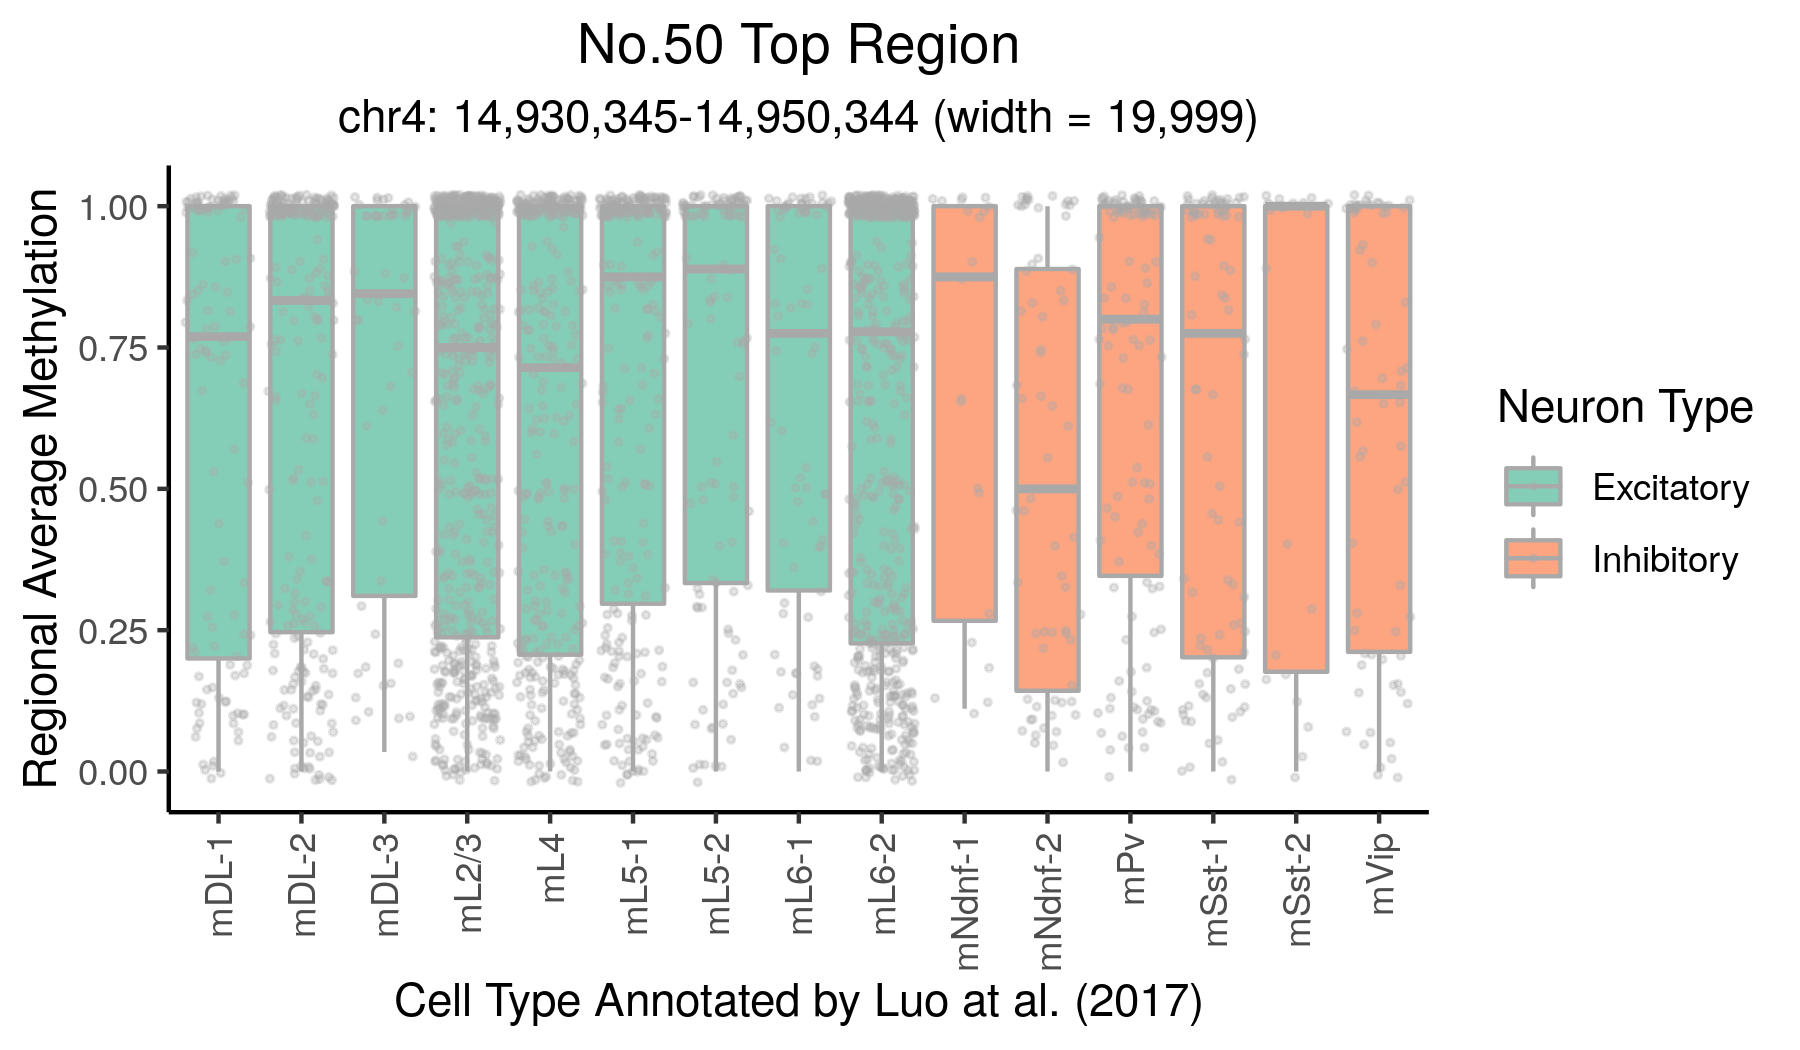 No.50 Top Region
chr4: 14,930,345-14,950,344 (width = 19,999)
Regional Average Methylation
1.00
0.75
0.50
0.25
0.00
mDL-1
mDL-2
mDL-3
mL2/3
mL4
mL5-1
mL5-2
mL6-1
mL6-2
mNdnf-1
mNdnf-2
mPv
mSst-1
mSst-2
mVip
Cell Type Annotated by Luo at al. (2017)
Neuron Type
Excitatory
Inhibitory